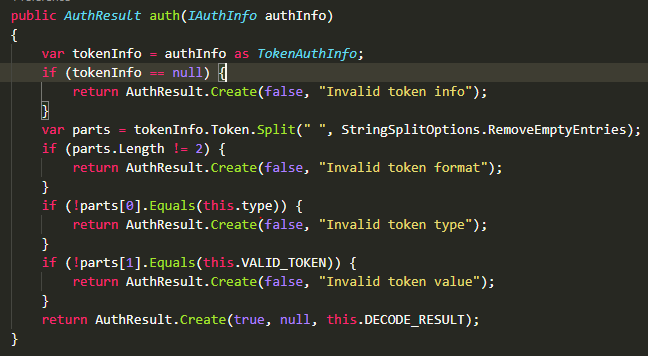 public AuthResult auth(IAuthInfo authInfo)
{
    var tokenInfo = authInfo as TokenAuthInfo;
    if (tokenInfo == null) {
        return AuthResult.Create(false, "Invalid token info");
    }
    var parts = tokenInfo.Token.Split(" ", StringSplitOptions.RemoveEmptyEntries);
    if (parts.Length != 2) {
        return AuthResult.Create(false, "Invalid token format");
    }
    if (!parts[0].Equals(this.type)) {
        return AuthResult.Create(false, "Invalid token type");
    }
    if (!parts[1].Equals(this.VALID_TOKEN)) {
        return AuthResult.Create(false, "Invalid token value");
    }
    return AuthResult.Create(true, null, this.DECODE_RESULT);
}